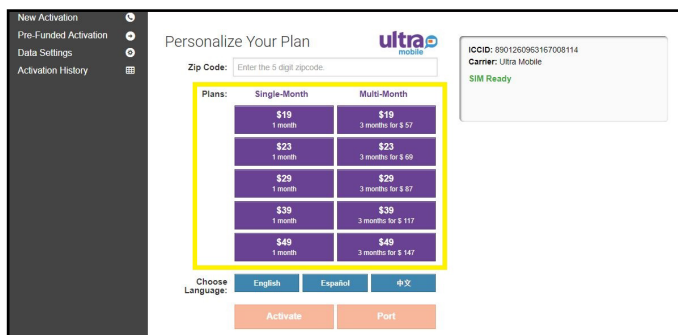 New Activation
Pre-Funded Activation
Data Settings
Activation History
Personalize Your Plan
ultra
mobile
Zip Code:
Enter the 5 digit zipcode.
Plans:
Single-Month
Multi-Month
$19
1 month
$19
3 months for $ 57
$23
1 month
$23
3 months for $ 69
$29
1 month
$29
3 months for $ 87
$39
1 month
$39
3 months for $ 117
$49
1 month
$49
3 months for $ 147
Choose
Language:
English
Español
中文
Activate
Port
ICCID: 8901260963167008114
Carrier: Ultra Mobile
SIM Ready